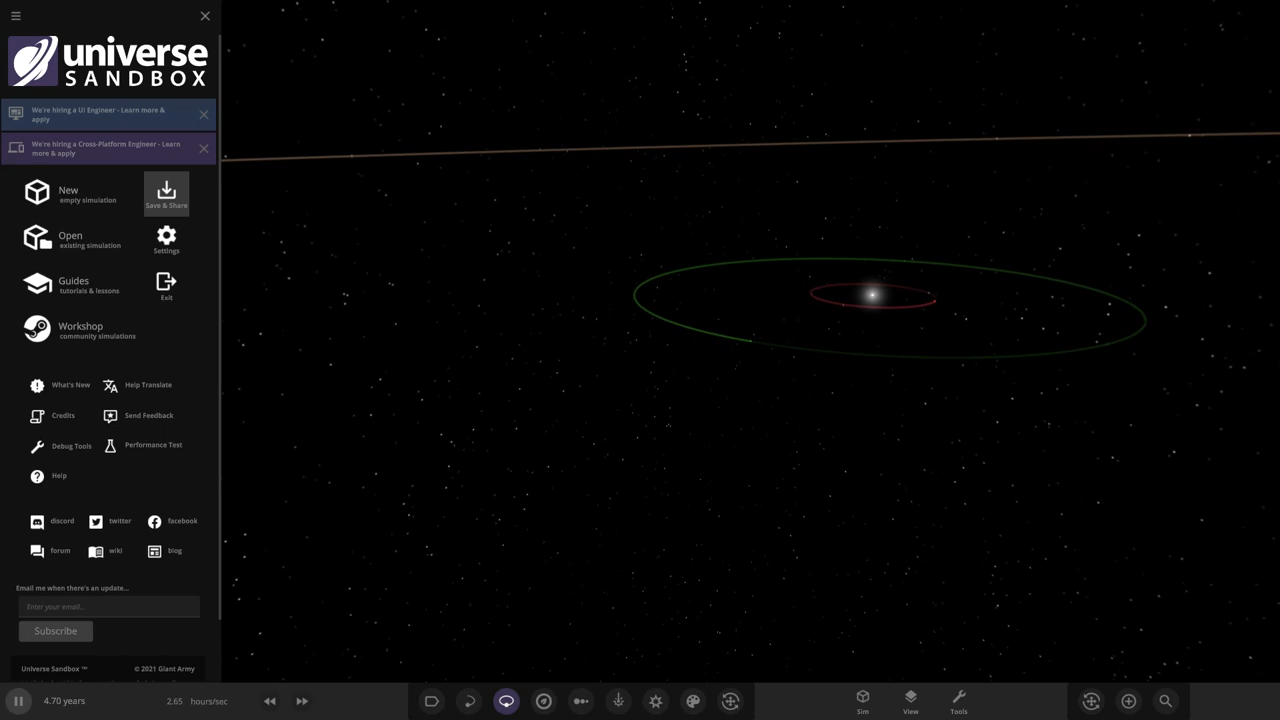 universe
SANDBOX
We're hiring a UI Engineer - Learn more &
apply
We're hiring a Cross-Platform Engineer - Learn
more & apply
New
empty simulation
Save & Share
Open
existing simulation
Settings
Guides
tutorials & lessons
Exit
Workshop
community simulations
What's New
Help Translate
Credits
Send Feedback
Debug Tools
Performance Test
Help
discord
twitter
facebook
forum
wiki
blog
Email me when there's an update...
Enter your email...
Subscribe
Universe Sandbox ™
© 2021 Giant Army
4.70 years
2.65 hours/sec
Sim
View
Tools